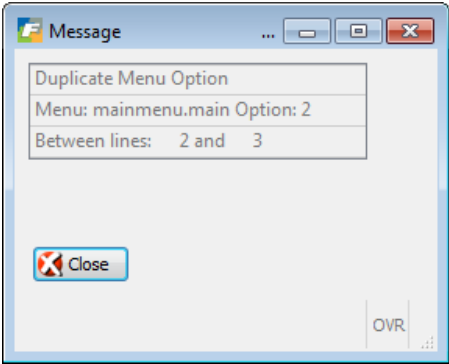 Message ...
Duplicate Menu Option
Menu: mainmenu.main Option: 2
Between lines: 2 and 3
Close
OVR